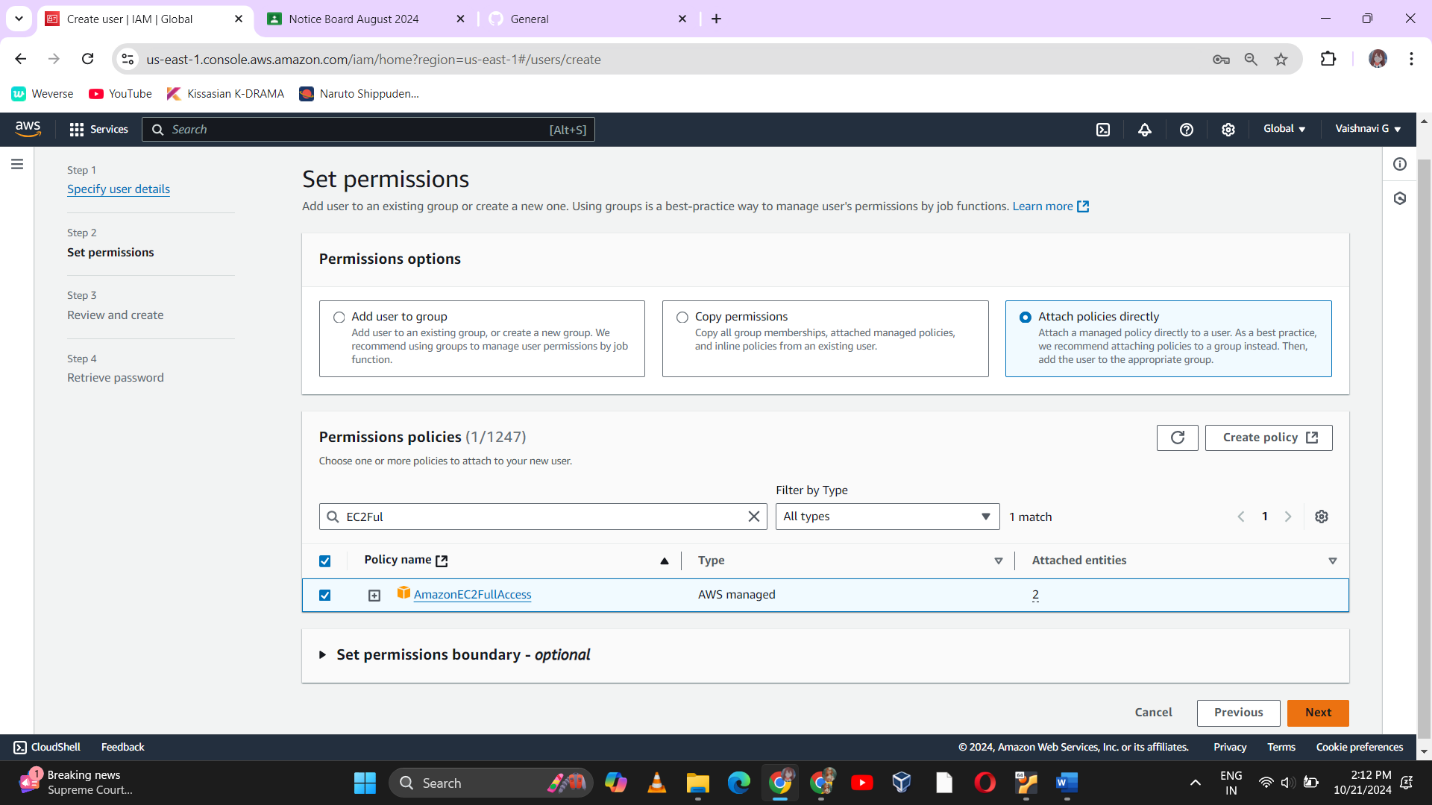 Create user | IAM | Global
Notice Board August 2024
General
us-east-1.console.aws.amazon.com/iam/home?region=us-east-1#/users/create
Weverse
YouTube
Kissasian K-DRAMA
Naruto Shippuden...
aws
Services
Search
[Alt+S]
Global
Vaishnavi G
Step 1
Specify user details
Step 2
Set permissions
Step 3
Review and create
Step 4
Retrieve password
Set permissions
Add user to an existing group or create a new one. Using groups is a best-practice way to manage user's permissions by job functions. Learn more
Permissions options
Add user to group
Add user to an existing group, or create a new group. We
recommend using groups to manage user permissions by job
function.
Copy permissions
Copy all group memberships, attached managed policies,
and inline policies from an existing user.
Attach policies directly
Attach a managed policy directly to a user. As a best practice,
we recommend attaching policies to a group instead. Then,
add the user to the appropriate group.
Permissions policies (1/1247)
Create policy
Choose one or more policies to attach to your new user.
Filter by Type
EC2Ful
All types
1 match
1
Policy name
Type
Attached entities
AmazonEC2FullAccess
AWS managed
2
Set permissions boundary - optional
Cancel
Previous
Next
CloudShell
Feedback
© 2024, Amazon Web Services, Inc. or its affiliates.
Privacy
Terms
Cookie preferences
1
Breaking news
Supreme Court...
Search
ENG
IN
2:12 PM
10/21/2024